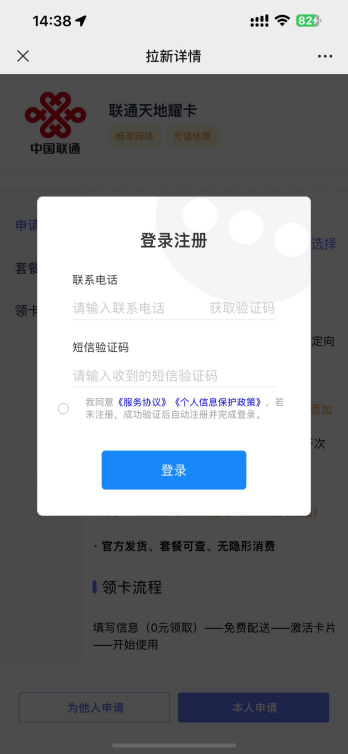 14:38
82
拉新详情
中国联通
联通天地耀卡
畅享网络 充值优惠
申请
选择
套餐
领卡
定向
添加
次
登录注册
联系电话
请输入联系电话 获取验证码
短信验证码
请输入收到的短信验证码
我同意《服务协议》《个人信息保护政策》。若
未注册，成功验证后自动注册并完成登录。
登录
· 官方发货、套餐可查、无隐形消费
领卡流程
填写信息（0元领取）——免费配送——激活卡片
——开始使用
为他人申请 本人申请